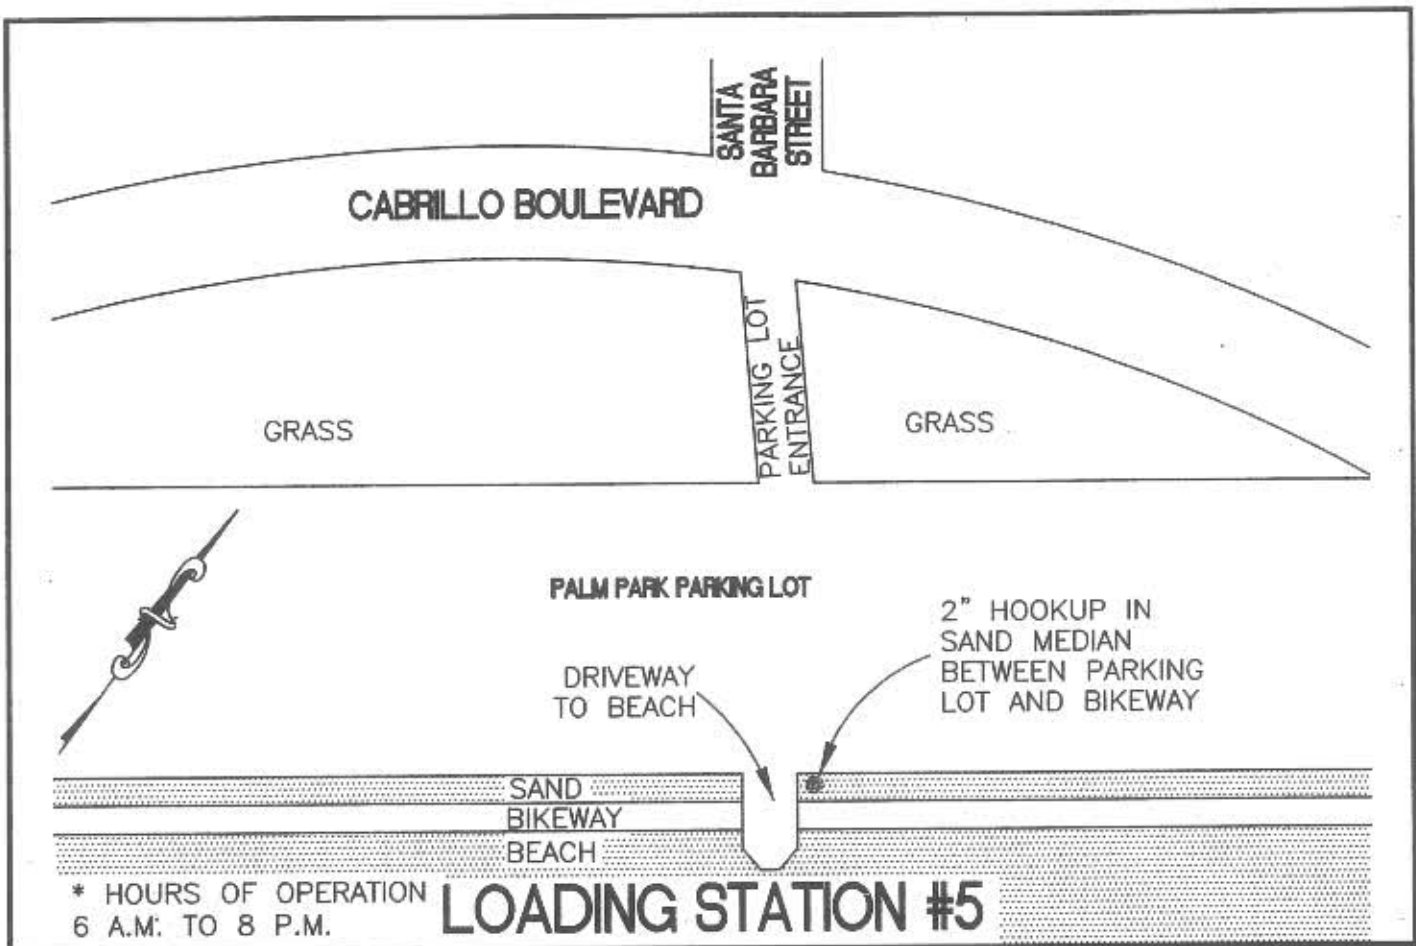 SANTA
BARBARA
STREET
CABRILLO BOULEVARD
PARKING LOT
ENTRANCE
GRASS
GRASS
PALM PARK PARKING LOT
2" HOOKUP IN
SAND MEDIAN
BETWEEN PARKING
LOT AND BIKEWAY
DRIVEWAY
TO BEACH
SAND
BIKEWAY
BEACH
* HOURS OF OPERATION
6 A.M. TO 8 P.M.
LOADING STATION #5